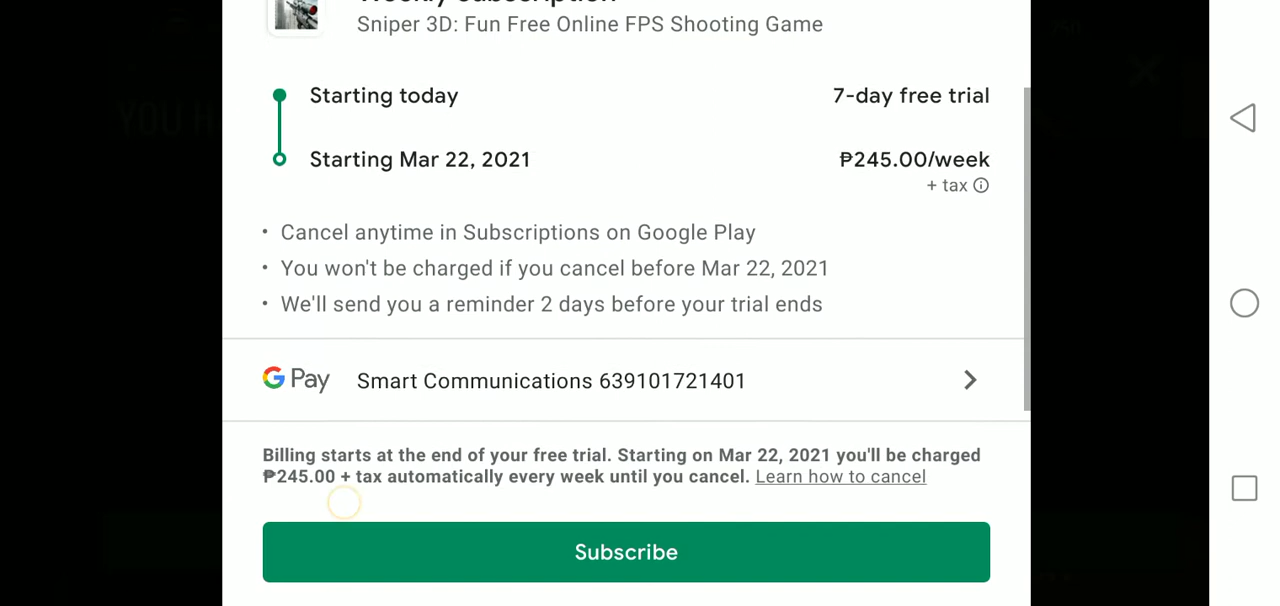 Weekly subscription
Sniper 3D: Fun Free Online FPS Shooting Game
Starting today 7-day free trial
Starting Mar 22, 2021 ₱245.00/week
+ tax
• Cancel anytime in Subscriptions on Google Play
• You won't be charged if you cancel before Mar 22, 2021
• We'll send you a reminder 2 days before your trial ends
G Pay Smart Communications 639101721401
Billing starts at the end of your free trial. Starting on Mar 22, 2021 you'll be charged
₱245.00 + tax automatically every week until you cancel. Learn how to cancel
Subscribe
YOU H